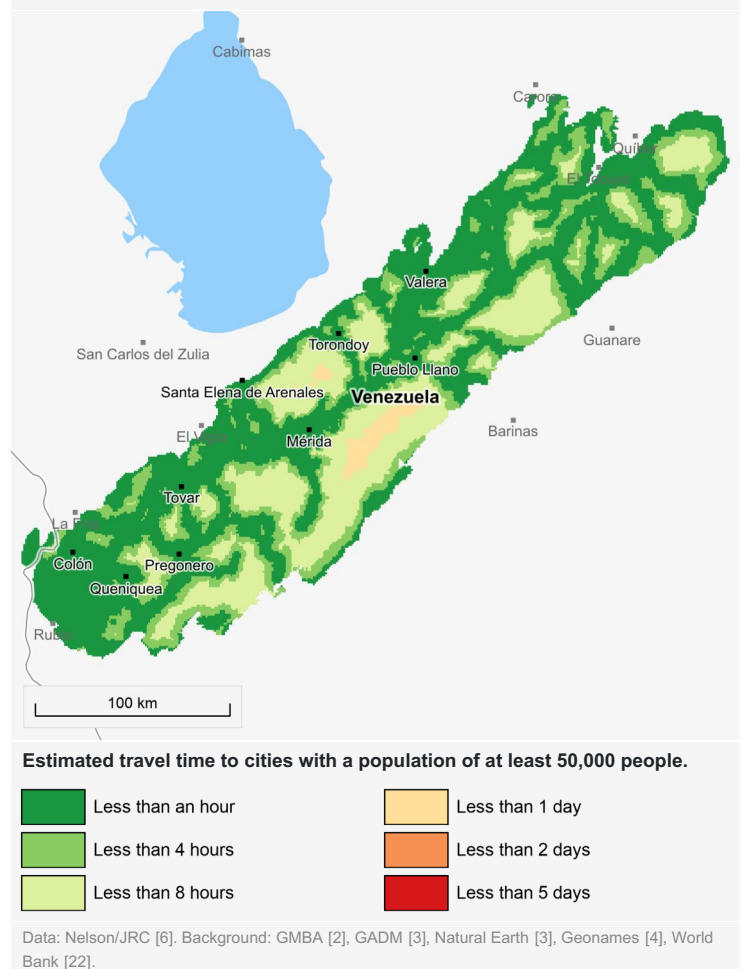 Cabimas
Carora
Quíbor
El Tocuyo
Valera
Torondoy
Guanare
San Carlos del Zulia
Pueblo Llano
Santa Elena de Arenales
Venezuela
Barinas
El Vigía
Mérida
Tovar
La Fría
Colón
Pregonero
Queniquea
Rubio
100 km
Estimated travel time to cities with a population of at least 50,000 people.
Less than an hour
Less than 1 day
Less than 4 hours
Less than 2 days
Less than 8 hours
Less than 5 days
Data: Nelson/JRC [6]. Background: GMBA [2], GADM [3], Natural Earth [3], Geonames [4], World
Bank [22].